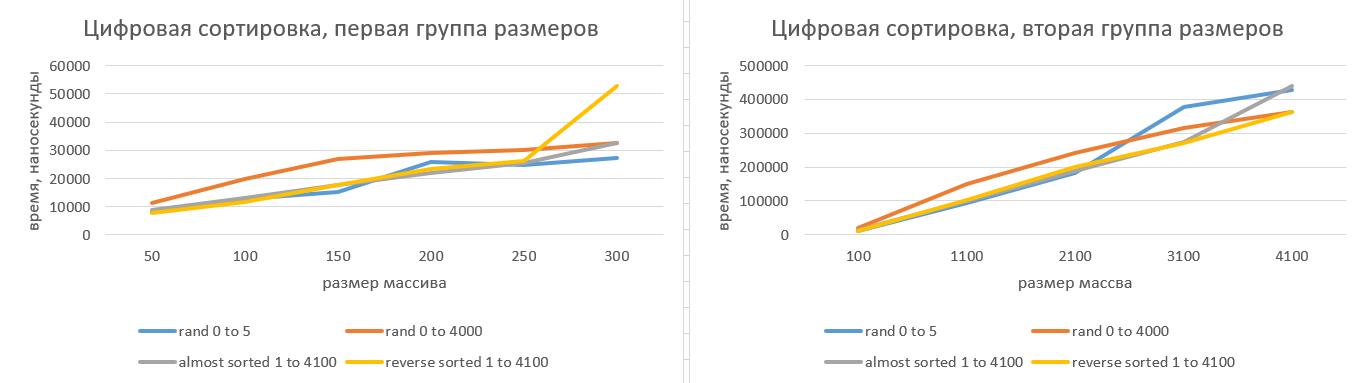 Цифровая сортировка, первая группа размеров
время, наносекунды
60000
50000
40000
30000
20000
10000
0
50 100 150 200 250 300
размер массива
rand 0 to 5 rand 0 to 4000
almost sorted 1 to 4100 reverse sorted 1 to 4100
Цифровая сортировка, вторая группа размеров
время, наносекунды
500000
400000
300000
200000
100000
0
100 1100 2100 3100 4100
размер массва
rand 0 to 5 rand 0 to 4000
almost sorted 1 to 4100 reverse sorted 1 to 4100